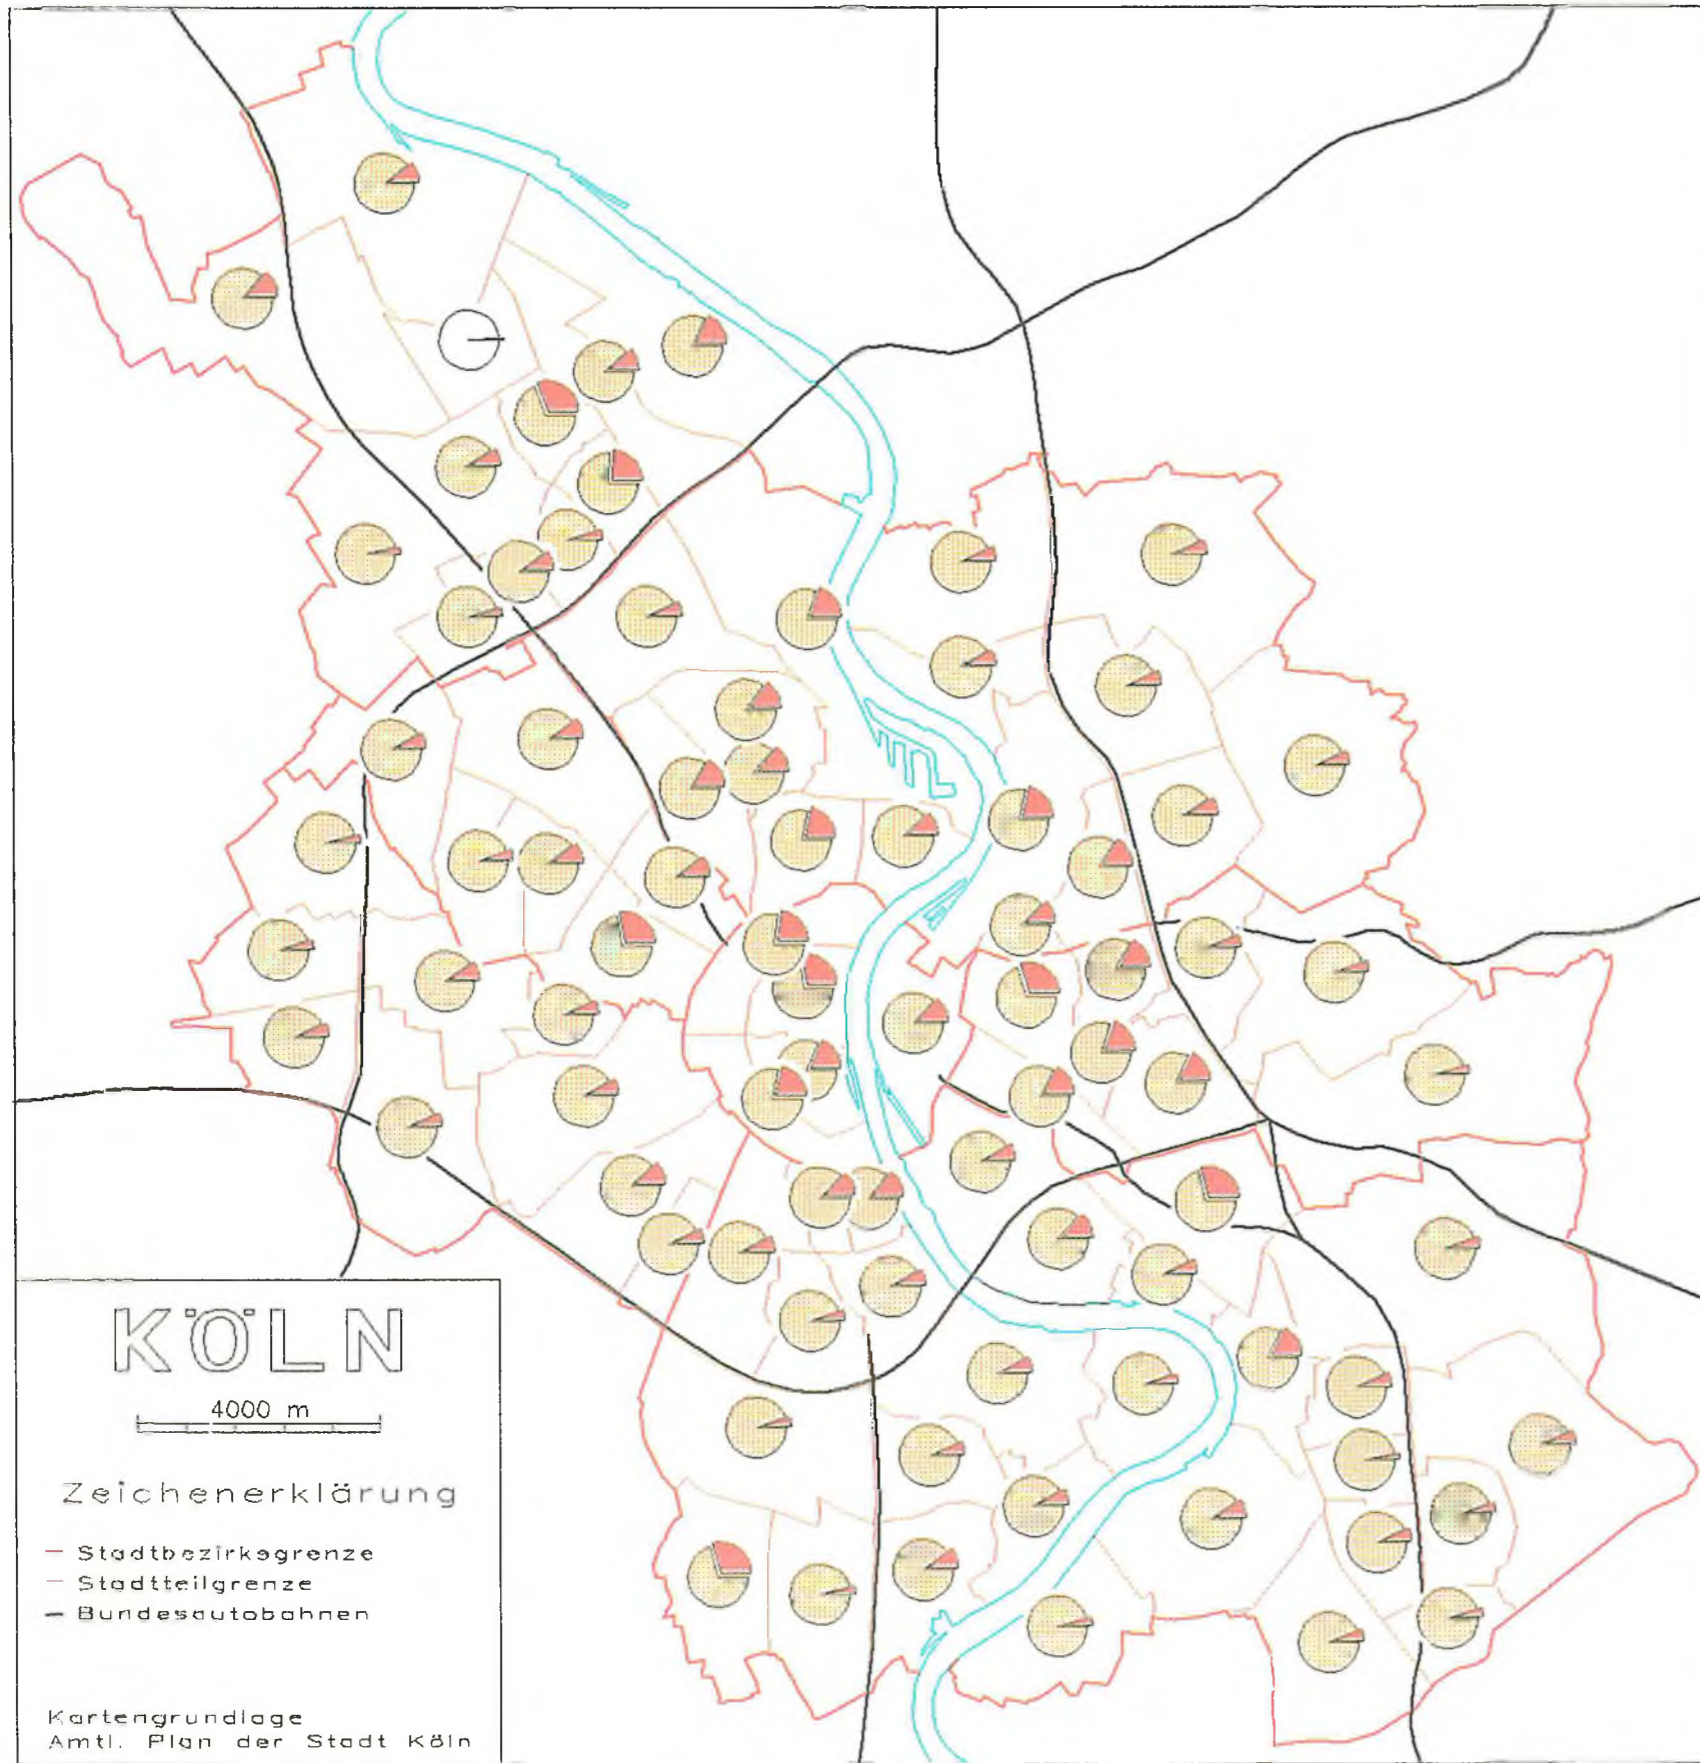 KÖLN
4000 m
Zeichenerklärung
Stadtbezirksgrenze
Stadtteilgrenze
Bundesautobahnen
Kartengrundlage
Amtl. Plan der Stadt Köln